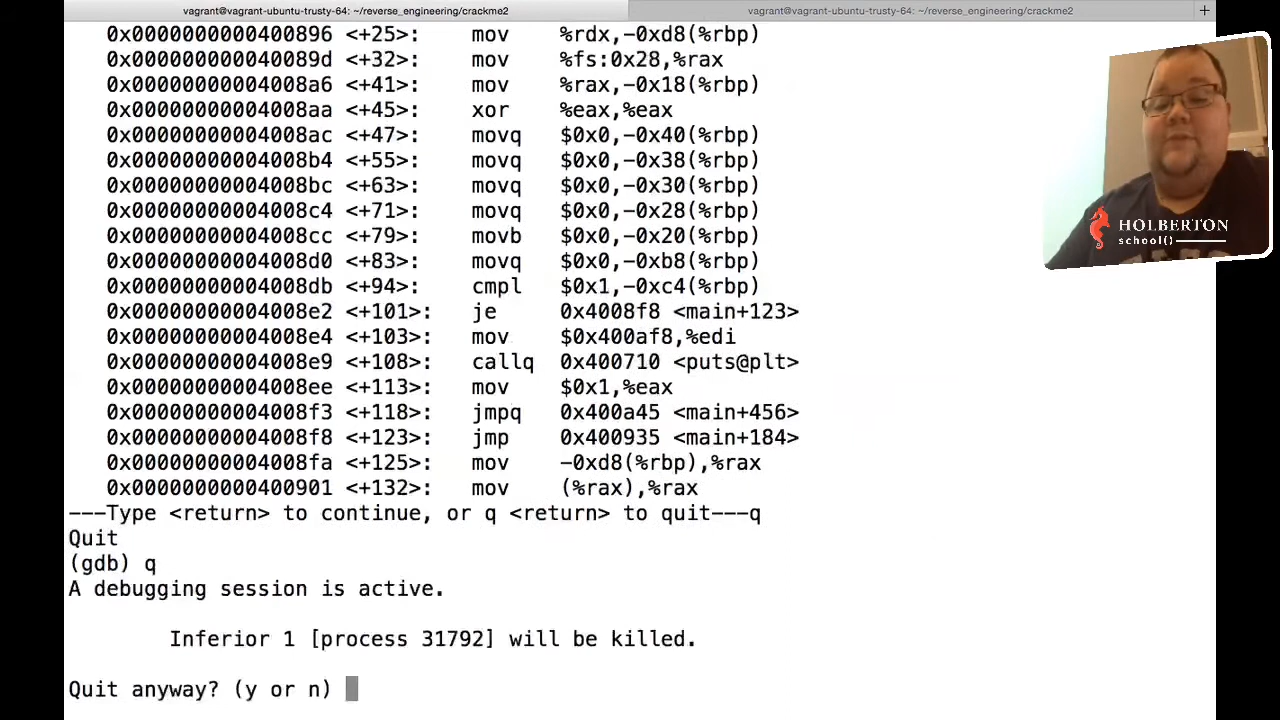 vagrant@vagrant-ubuntu-trusty-64: ~/reverse_engineering/crackme2
vagrant@vagrant-ubuntu-trusty-64: ~/reverse_engineering/crackme2
+
0x0000000000400896 <+25>: mov %rdx,-0xd8(%rbp)
0x000000000040089d <+32>: mov %fs:0x28,%rax
0x00000000004008a6 <+41>: mov %rax,-0x18(%rbp)
0x00000000004008aa <+45>: xor %eax,%eax
0x00000000004008ac <+47>: movq $0x0,-0x40(%rbp)
0x00000000004008b4 <+55>: movq $0x0,-0x38(%rbp)
0x00000000004008bc <+63>: movq $0x0,-0x30(%rbp)
0x00000000004008c4 <+71>: movq $0x0,-0x28(%rbp)
0x00000000004008cc <+79>: movb $0x0,-0x20(%rbp)
0x00000000004008d0 <+83>: movq $0x0,-0xb8(%rbp)
0x00000000004008db <+94>: cmpl $0x1,-0xc4(%rbp)
0x00000000004008e2 <+101>: je 0x4008f8 <main+123>
0x00000000004008e4 <+103>: mov $0x400af8,%edi
0x00000000004008e9 <+108>: callq 0x400710 <puts@plt>
0x00000000004008ee <+113>: mov $0x1,%eax
0x00000000004008f3 <+118>: jmpq 0x400a45 <main+456>
0x00000000004008f8 <+123>: jmp 0x400935 <main+184>
0x00000000004008fa <+125>: mov -0xd8(%rbp),%rax
0x0000000000400901 <+132>: mov (%rax),%rax
---Type <return> to continue, or q <return> to quit---q
Quit
(gdb) q
A debugging session is active.
Inferior 1 [process 31792] will be killed.
Quit anyway? (y or n)
HOLBERTON
school()